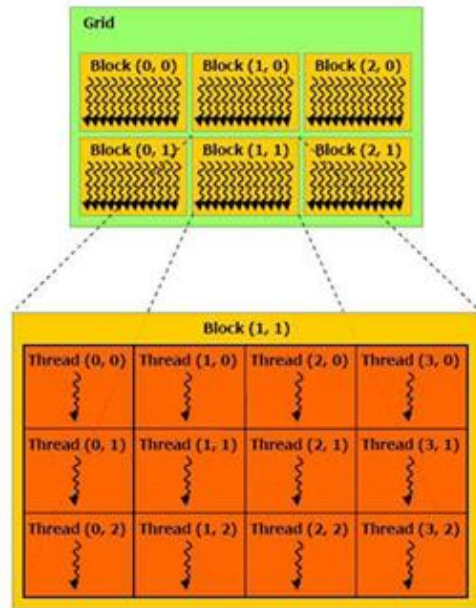 Grid
Block (0, 0) Block (1, 0) Block (2, 0)
Block (0, 1) Block (1, 1) Block (2, 1)
Block (1, 1)
Thread (0, 0) Thread (1, 0) Thread (2, 0) Thread (3, 0)
Thread (0, 1) Thread (1, 1) Thread (2, 1) Thread (3, 1)
Thread (0, 2) Thread (1, 2) Thread (2, 2) Thread (3, 2)